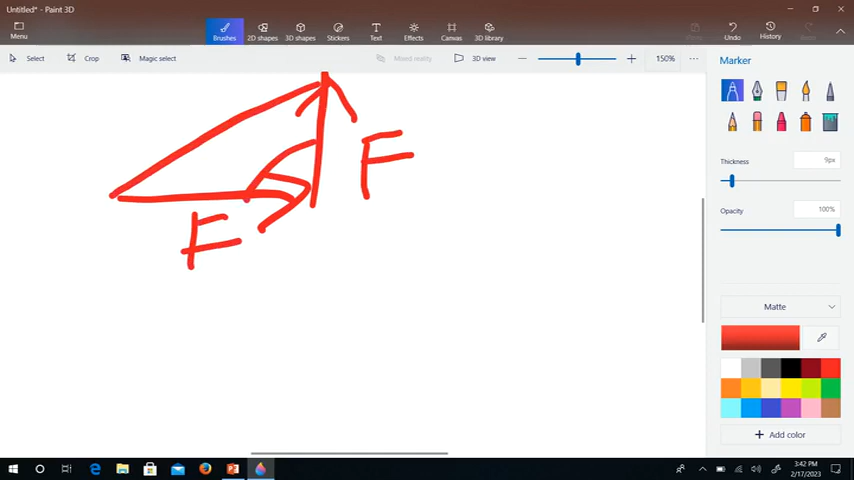 Untitled* - Paint 3D
Menu
Brushes
2D shapes
3D shapes
Stickers
Text
Effects
Canvas
3D library
Paste
Undo
History
Redo
Select
Crop
Magic select
Mixed reality
3D view
150%
Marker
Thickness
9px
Opacity
100%
Matte
Add color
F
F
3:42 PM
2/17/2023